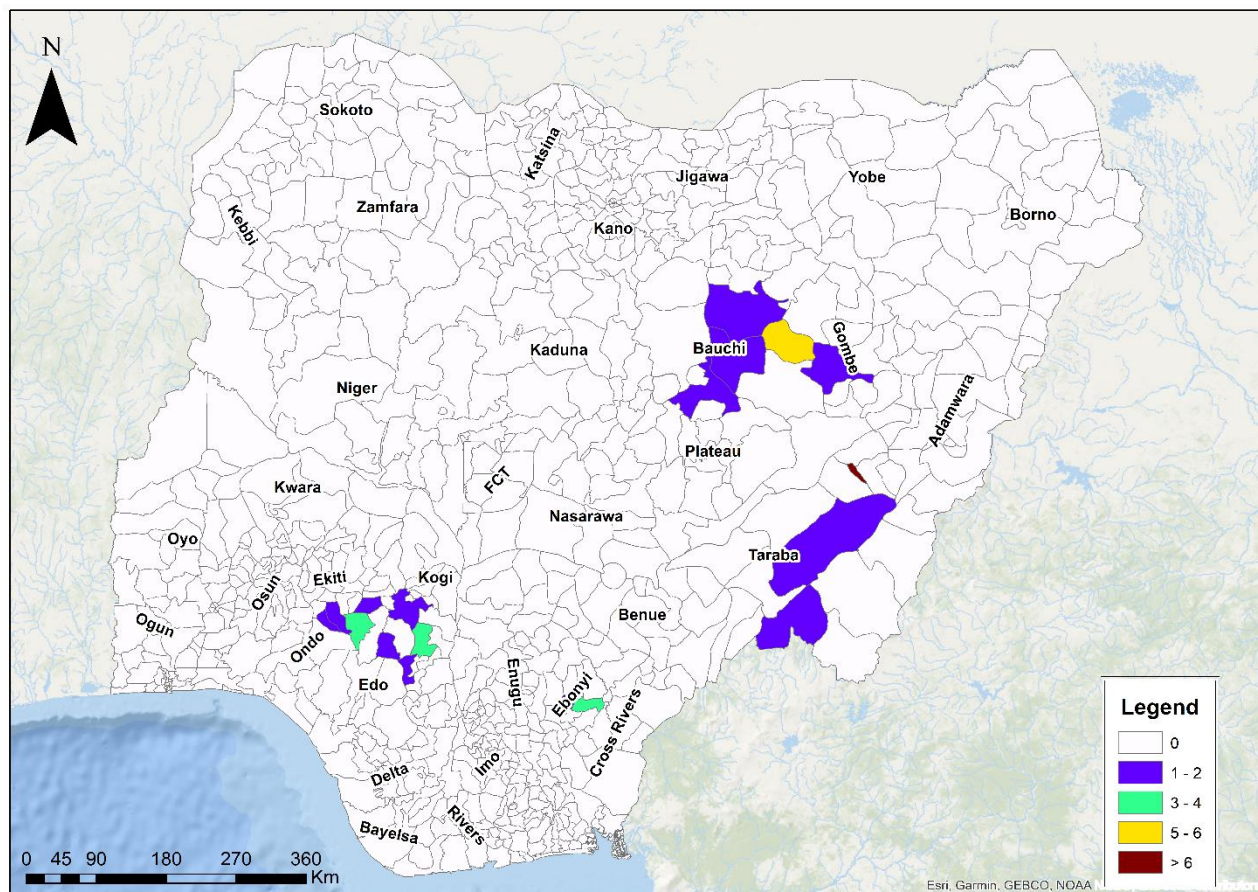 N
Sokoto
Katsina
Jigawa
Yobe
Kebbi
Zamfara
Kano
Borno
Kaduna
Bauchi
Gombe
Niger
Adamwara
Plateau
FCT
Kwara
Nasarawa
Oyo
Taraba
Osun
Ekiti
Kogi
Benue
Ogun
Ondo
Edo
Enugu
Ebonyi
Cross Rivers
Imo
Delta
Bayelsa
Rivers
Legend
0
1 - 2
3 - 4
5 - 6
> 6
0 45 90 180 270 360
Km
Esri, Garmin, GEBCO, NOAA